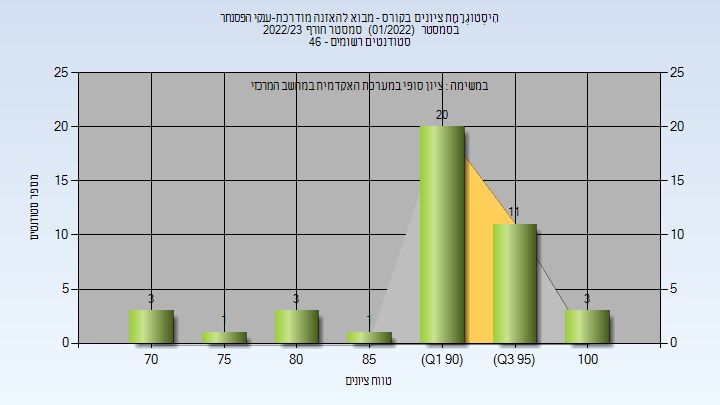 היסטוגרמת ציונים בקורס - מבוא להאזנה מודרכת-ענקי הפסנתר
בסמסטר (01/2022) סמסטר חורף 2022/23
סטודנטים רשומים - 46
במשימה : ציון סופי במערכת האקדמית במחשב המרכזי
מספר סטודנטים
25 25
20 20
15 15
10 10
5 5
0 0
3 1 3 1 20 11 3
70 75 80 85 (Q1 90) (Q3 95) 100
טווח ציונים